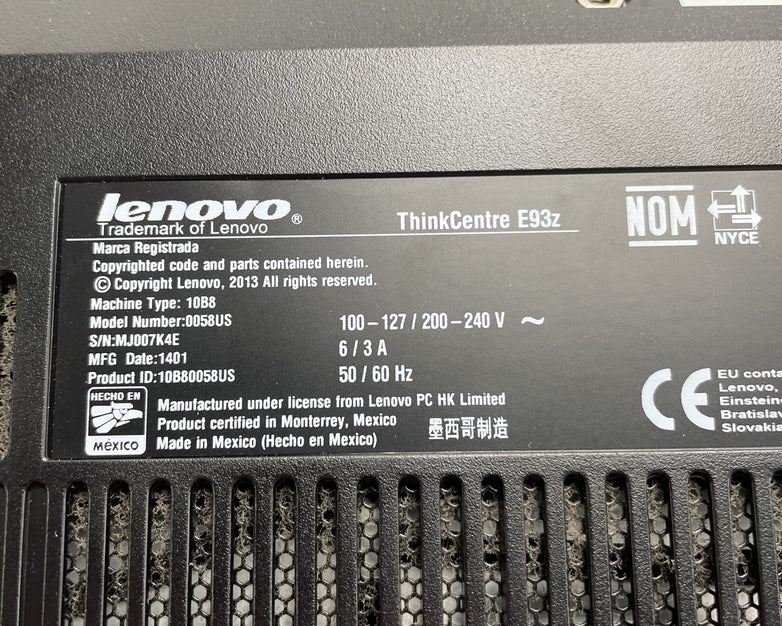 lenovo®
Trademark of Lenovo
ThinkCentre E93z
NOM
NYCE
Marca Registrada
Copyrighted code and parts contained herein.
© Copyright Lenovo, 2013 All rights reserved.
Machine Type: 10B8
Model Number:0058US
S/N:MJ007K4E
MFG Date:1401
Product ID:10B80058US
100–127 / 200–240 V ~
6 / 3 A
50 / 60 Hz
HECHO EN
MéXICO
Manufactured under license from Lenovo PC HK Limited
Product certified in Monterrey, Mexico
Made in Mexico (Hecho en Mexico)
墨西哥制造
CE
EU conta
Lenovo,
Einsteino
Bratislav
Slovakia